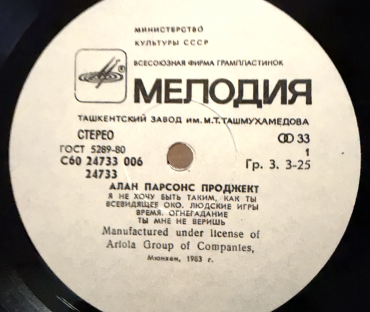 МИНИСТЕРСТВО
КУЛЬТУРЫ СССР
ВСЕСОЮЗНАЯ ФИРМА ГРАМПЛАСТИНОК
МЕЛОДИЯ
ТАШКЕНТСКИЙ ЗАВОД ИМ. М.Т. ТАШМУХАМЕДОВА
СТЕРЕО 33
ГОСТ 5289-80 1
С60 24733 006 Гр. 3. 3-25
24733
АЛАН ПАРСОНС ПРОДЖЕКТ
Я НЕ ХОЧУ БЫТЬ ТАКИМ, КАК ТЫ
ВСЕВИДЯЩЕЕ ОКО. ЛЮДСКИЕ ИГРЫ
ВРЕМЯ. ОГНЕГАДАНИЕ
ТЫ МНЕ НЕ ВЕРИШЬ
Manufactured under license of
Ariola Group of Companies,
Мюнхен, 1983 г.